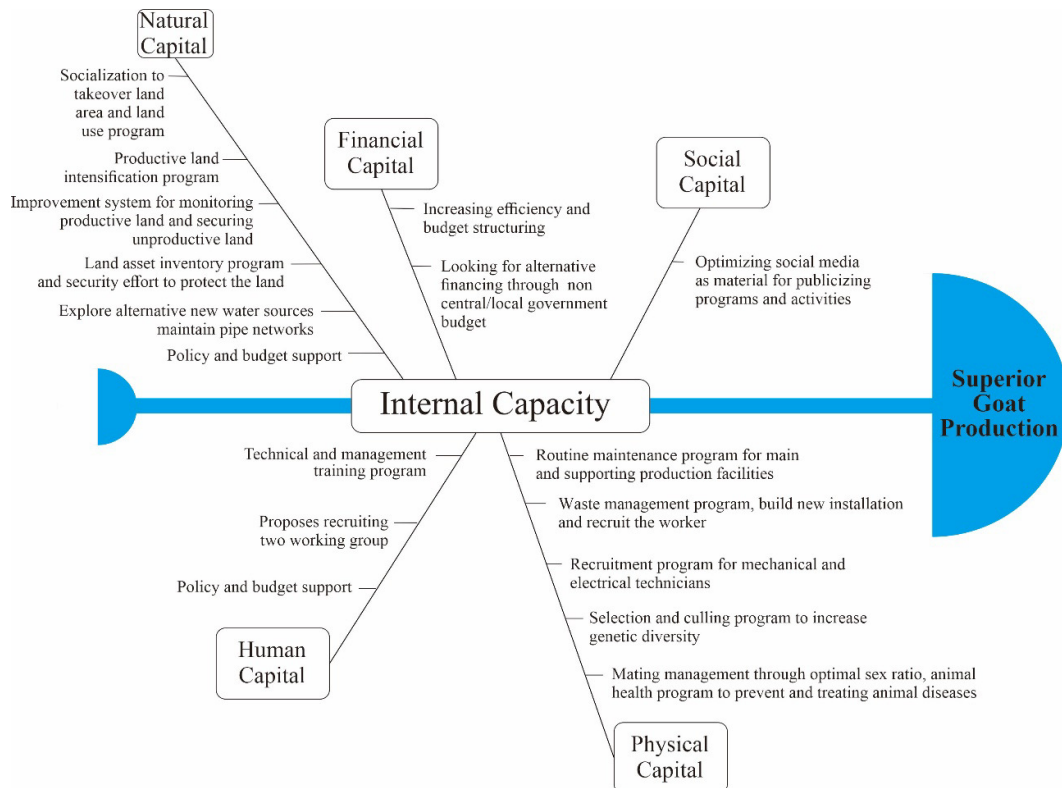 Natural
Capital
Socialization to
takeover land
area and land
use program
Productive land
intensification program
Improvement system for monitoring
productive land and securing
unproductive land
Land asset inventory program
and security effort to protect the land
Explore alternative new water sources
maintain pipe networks
Policy and budget support
Financial
Capital
Increasing efficiency and
budget structuring
Looking for alternative
financing through non
central/local government
budget
Social
Capital
Optimizing social media
as material for publicizing
programs and activities
Internal Capacity
Superior
Goat
Production
Technical and management
training program
Proposes recruiting
two working group
Policy and budget support
Human
Capital
Routine maintenance program for main
and supporting production facilities
Waste management program, build new installation
and recruit the worker
Recruitment program for mechanical and
electrical technicians
Selection and culling program to increase
genetic diversity
Mating management through optimal sex ratio, animal
health program to prevent and treating animal diseases
Physical
Capital